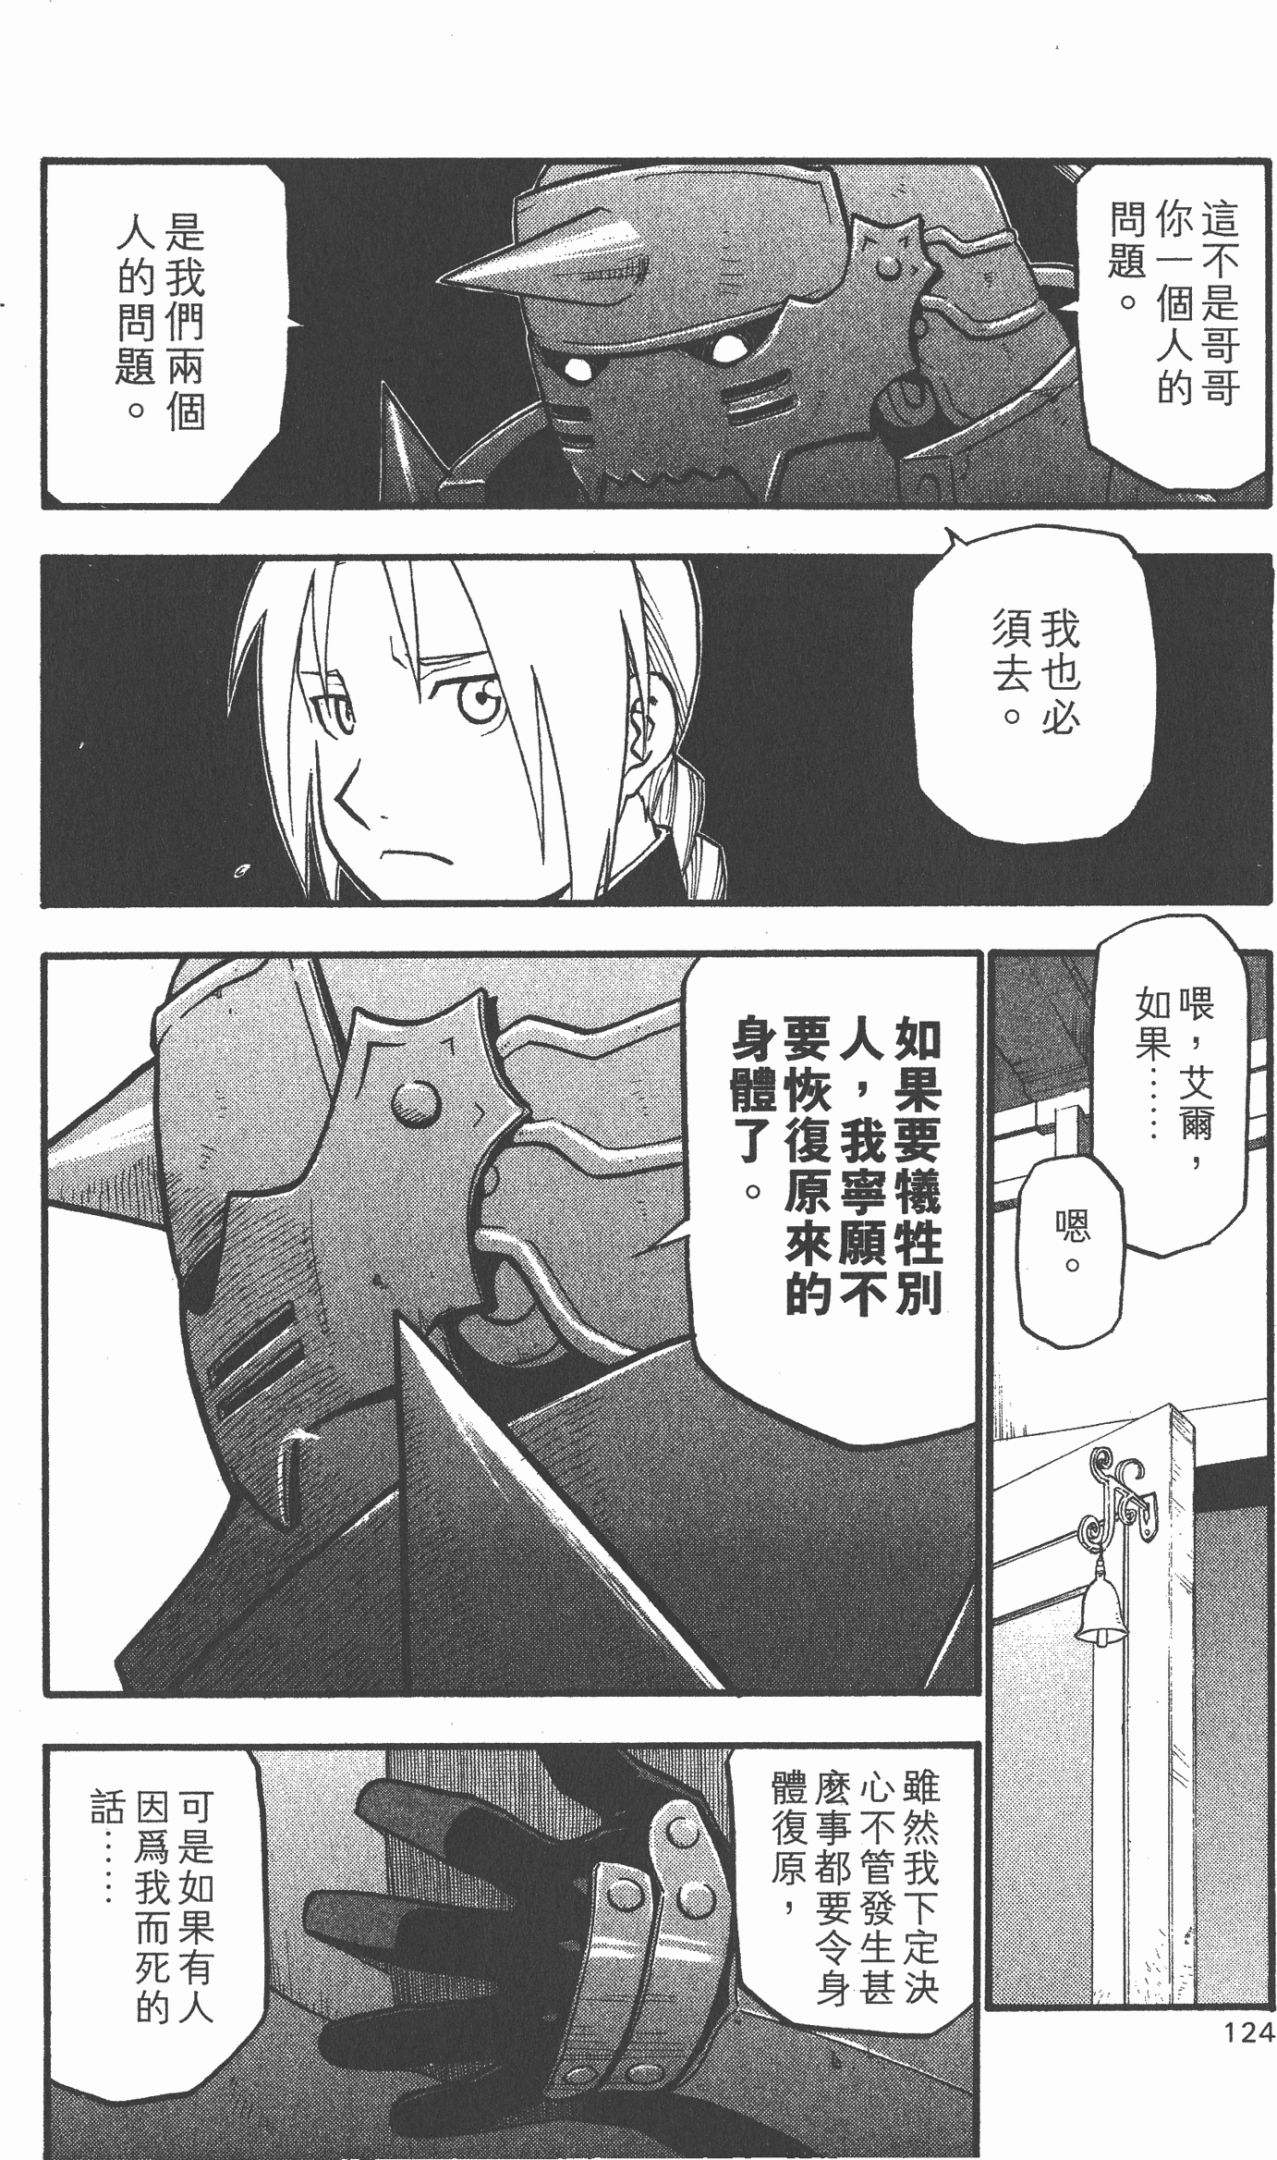 這不是哥哥
你一個人的
問題。
是我們兩個
人的問題。
我也必
須去。
喂，艾爾，
如果……
嗯。
如果要犧牲別
人，我寧願不
要恢復原來的
身體了。
雖然我下定決
心不管發生甚
麽事都要令身
體復原，
可是如果有人
因爲我而死的
話……
124